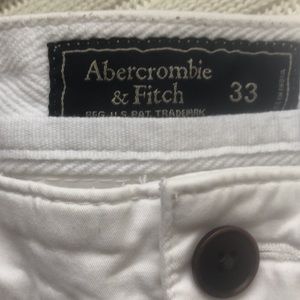 Abercrombie
& Fitch 33
REG. U.S. PAT. TRADEMARK